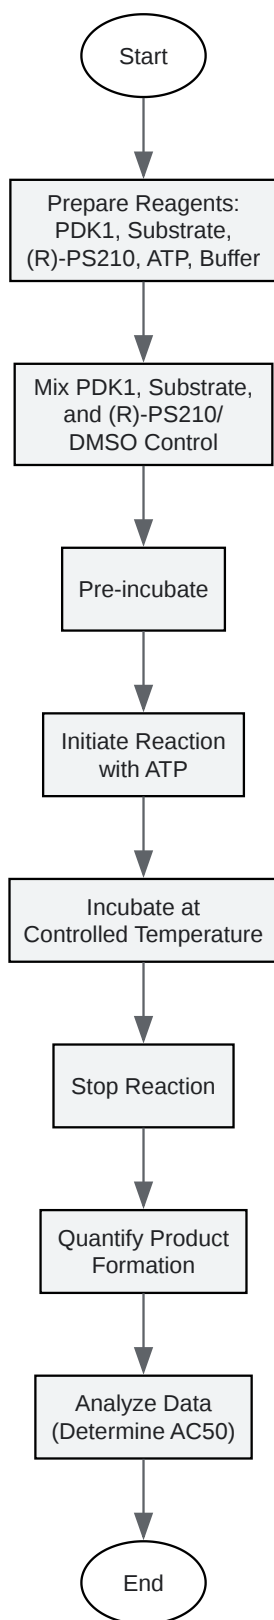 Start
Prepare Reagents:
PDK1, Substrate,
(R)-PS210, ATP, Buffer
Mix PDK1, Substrate,
and (R)-PS210/
DMSO Control
Pre-incubate
Initiate Reaction
with ATP
Incubate at
Controlled Temperature
Stop Reaction
Quantify Product
Formation
Analyze Data
(Determine AC50)
End